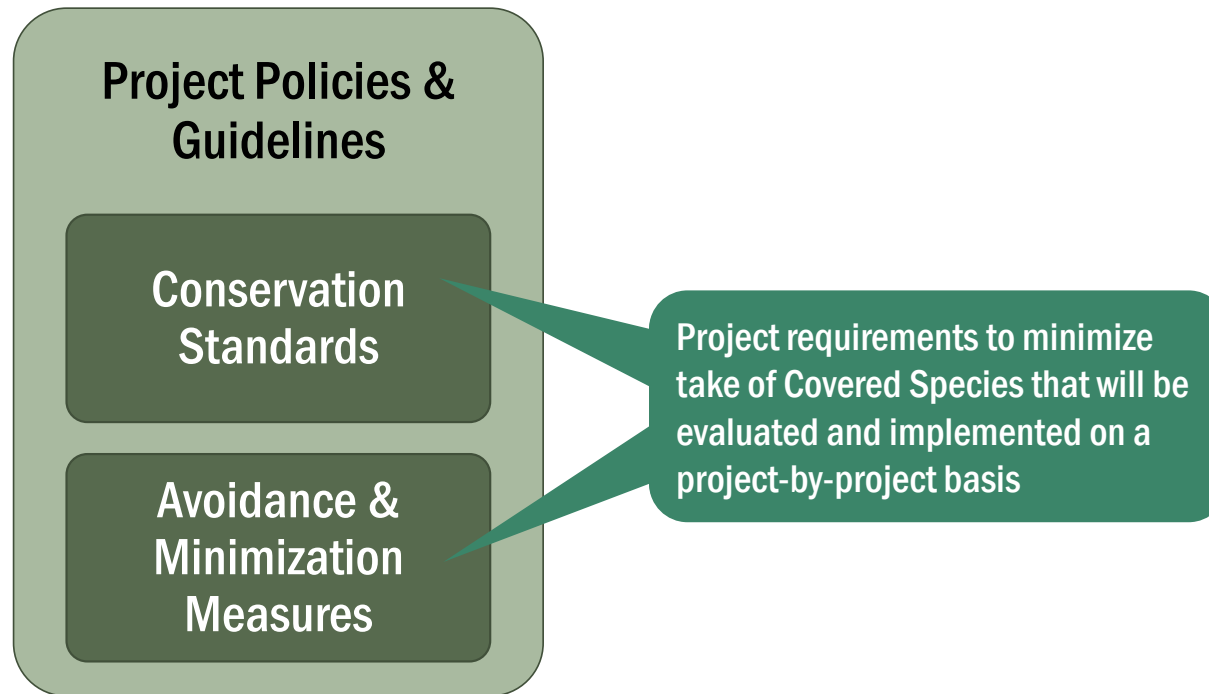 Project Policies &
Guidelines
Conservation
Standards
Avoidance &
Minimization
Measures
Project requirements to minimize
take of Covered Species that will be
evaluated and implemented on a
project-by-project basis